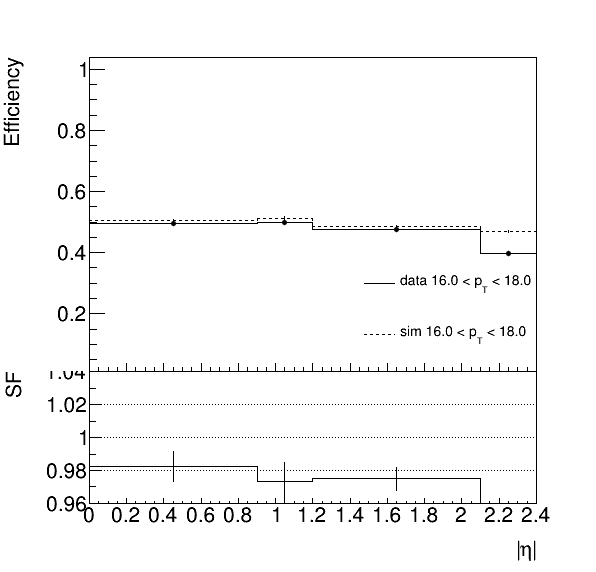 Efficiency
1
0.8
0.6
0.4
0.2
data 16.0 < p_T < 18.0
sim 16.0 < p_T < 18.0
SF
1.04
1.02
1
0.98
0.96
0 0.2 0.4 0.6 0.8 1 1.2 1.4 1.6 1.8 2 2.2 2.4
|η|